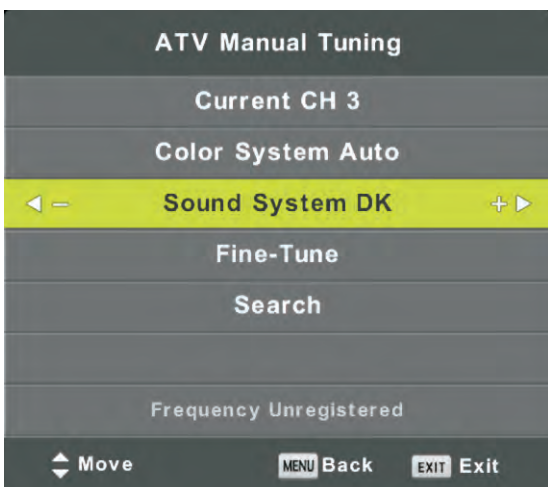 ATV Manual Tuning
Current CH 3
Color System Auto
− Sound System DK +
Fine-Tune
Search
Frequency Unregistered
Move MENU Back EXIT Exit